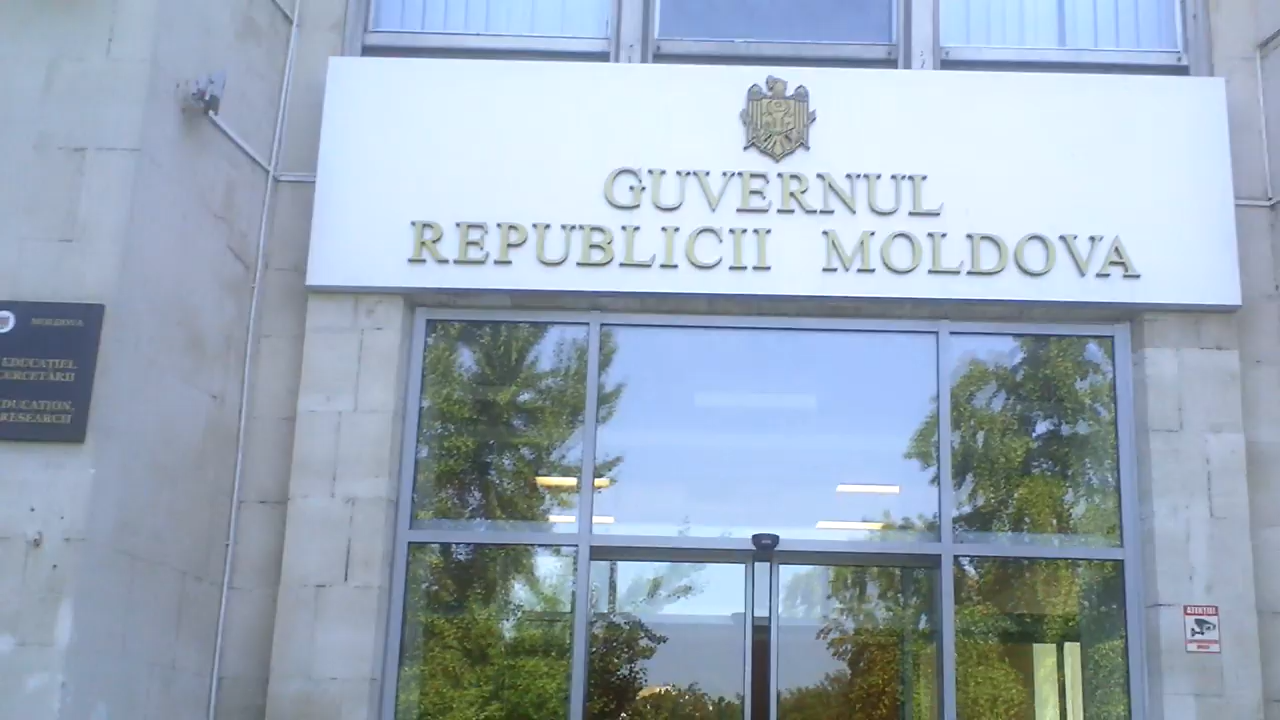 GUVERNUL
REPUBLICII MOLDOVA
MOLDOVA
EDUCAȚIEI,
CERCETĂRII
EDUCATION,
RESEARCH
ATENȚIE!